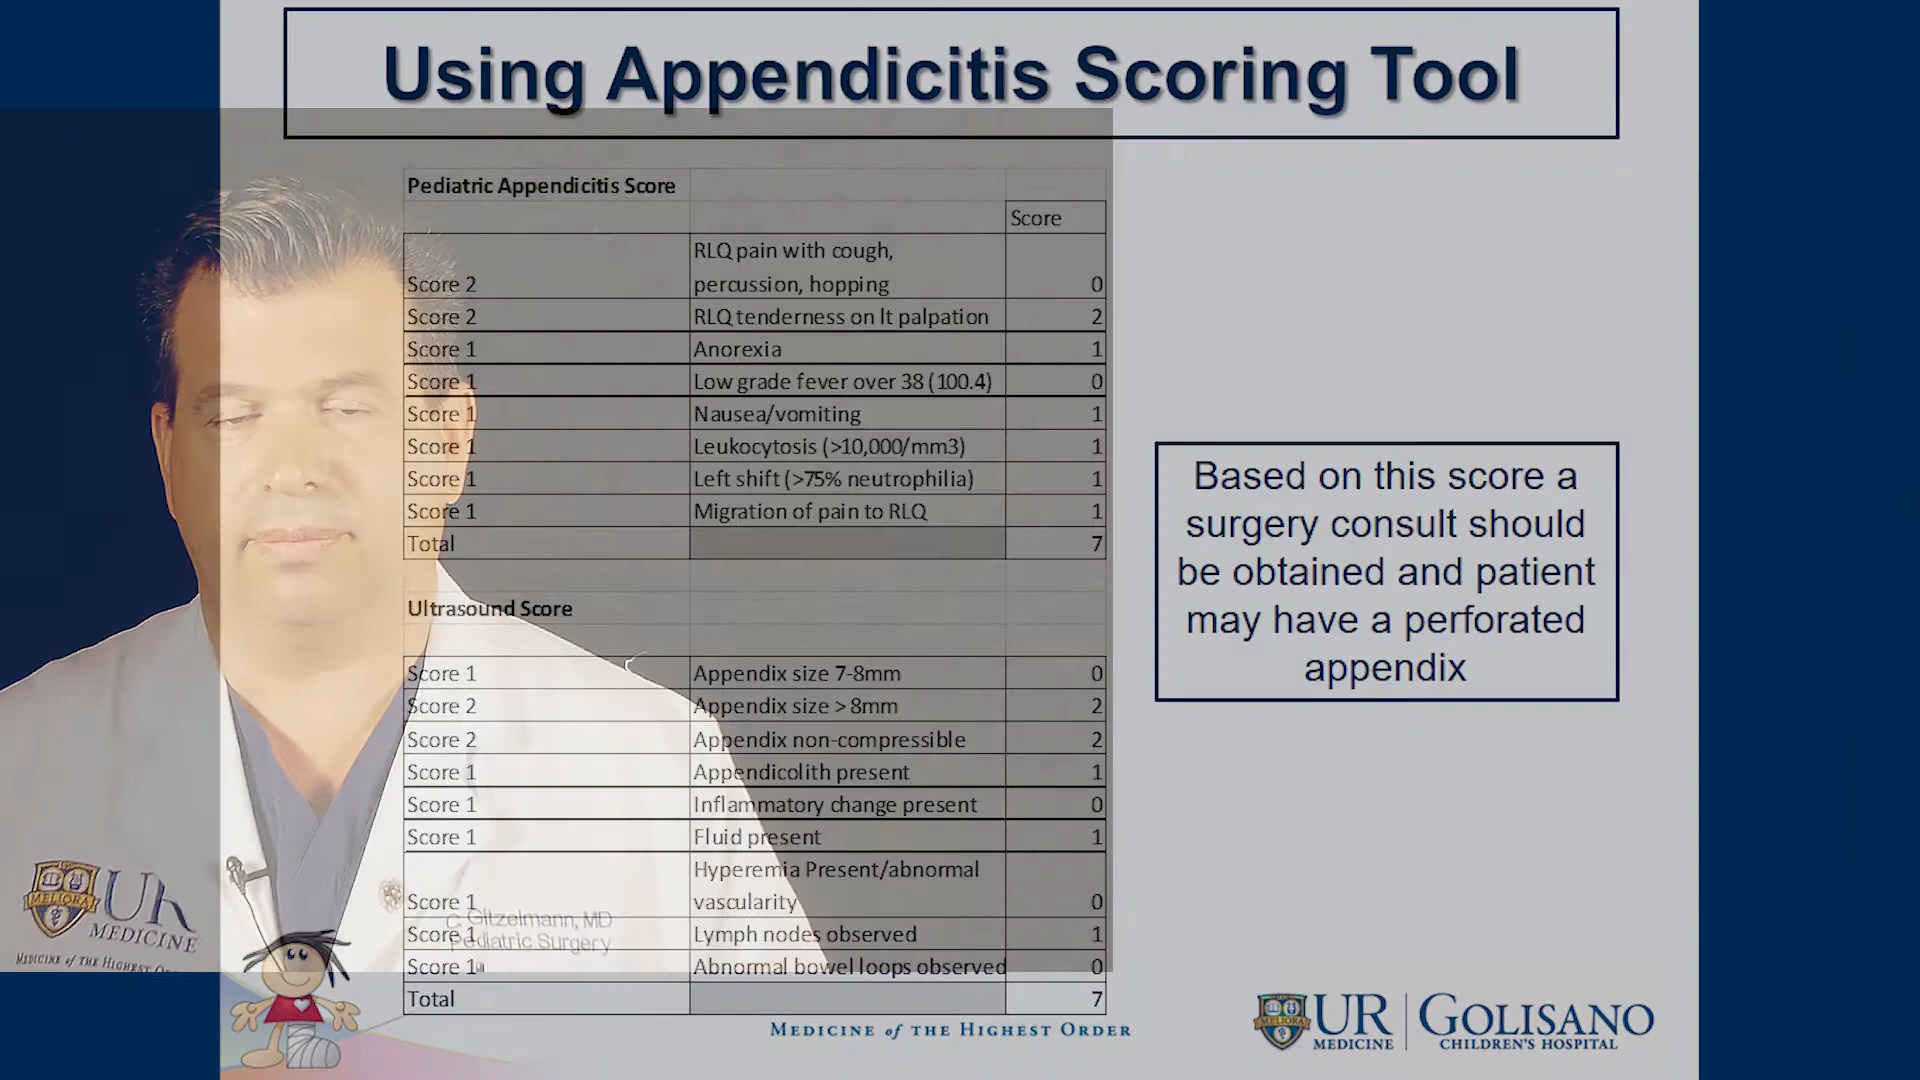 Using Appendicitis Scoring Tool
Pediatric Appendicitis Score
Score
RLQ pain with cough,
Score 2 percussion, hopping 0
Score 2 RLQ tenderness on lt palpation 2
Score 1 Anorexia 1
Score 1 Low grade fever over 38 (100.4) 0
Score 1 Nausea/vomiting 1
Score 1 Leukocytosis (>10,000/mm3) 1
Score 1 Left shift (>75% neutrophilia) 1
Score 1 Migration of pain to RLQ 1
Total 7
Ultrasound Score
Score 1 Appendix size 7-8mm 0
Score 2 Appendix size > 8mm 2
Score 2 Appendix non-compressible 2
Score 1 Appendicolith present 1
Score 1 Inflammatory change present 0
Score 1 Fluid present 1
Hyperemia Present/abnormal
Score 1 vascularity 0
Score 1 Lymph nodes observed 1
Score 1 Abnormal bowel loops observed 0
Total 7
Based on this score a
surgery consult should
be obtained and patient
may have a perforated
appendix
MELIORA
UR
MEDICINE
MEDICINE of THE HIGHEST
C. Gitzelmann, MD
Pediatric Surgery
MEDICINE of THE HIGHEST ORDER
MELIORA
UR
MEDICINE
GOLISANO
CHILDREN'S HOSPITAL